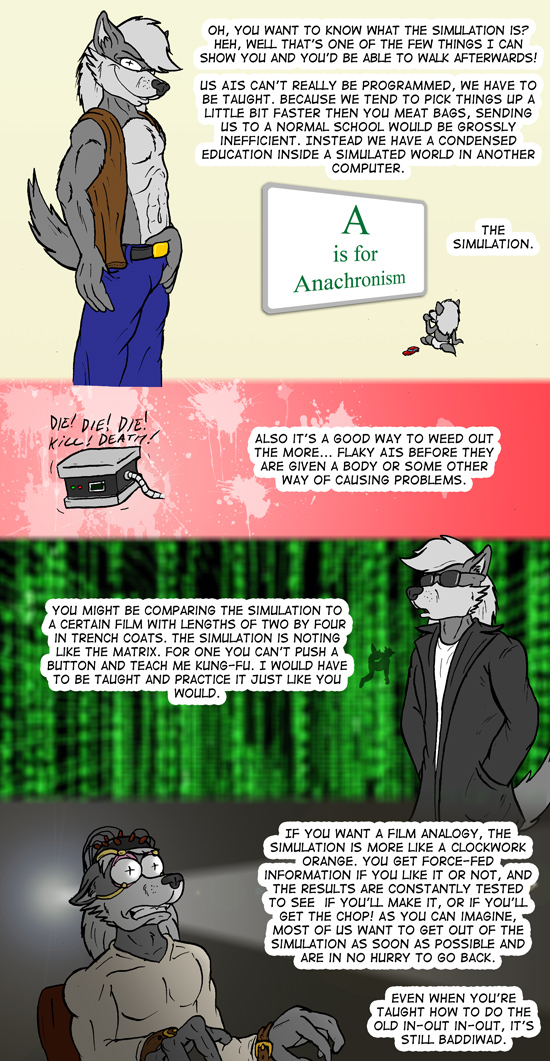 OH, YOU WANT TO KNOW WHAT THE SIMULATION IS?
HEH, WELL THAT'S ONE OF THE FEW THINGS I CAN
SHOW YOU AND YOU'D BE ABLE TO WALK AFTERWARDS!
US AIS CAN'T REALLY BE PROGRAMMED, WE HAVE TO
BE TAUGHT. BECAUSE WE TEND TO PICK THINGS UP A
LITTLE BIT FASTER THEN YOU MEAT BAGS, SENDING
US TO A NORMAL SCHOOL WOULD BE GROSSLY
INEFFICIENT. INSTEAD WE HAVE A CONDENSED
EDUCATION INSIDE A SIMULATED WORLD IN ANOTHER
COMPUTER.
A
is for
Anachronism
THE
SIMULATION.
DIE! DIE! DIE!
KILL! DEATH!
ALSO IT'S A GOOD WAY TO WEED OUT
THE MORE... FLAKY AIS BEFORE THEY
ARE GIVEN A BODY OR SOME OTHER
WAY OF CAUSING PROBLEMS.
YOU MIGHT BE COMPARING THE SIMULATION TO
A CERTAIN FILM WITH LENGTHS OF TWO BY FOUR
IN TRENCH COATS. THE SIMULATION IS NOTING
LIKE THE MATRIX. FOR ONE YOU CAN'T PUSH A
BUTTON AND TEACH ME KUNG-FU. I WOULD HAVE
TO BE TAUGHT AND PRACTICE IT JUST LIKE YOU
WOULD.
IF YOU WANT A FILM ANALOGY, THE
SIMULATION IS MORE LIKE A CLOCKWORK
ORANGE. YOU GET FORCE-FED
INFORMATION IF YOU LIKE IT OR NOT, AND
THE RESULTS ARE CONSTANTLY TESTED
TO SEE IF YOU'LL MAKE IT, OR IF YOU'LL
GET THE CHOP! AS YOU CAN IMAGINE,
MOST OF US WANT TO GET OUT OF THE
SIMULATION AS SOON AS POSSIBLE AND
ARE IN NO HURRY TO GO BACK.
EVEN WHEN YOU'RE
TAUGHT HOW TO DO THE
OLD IN-OUT IN-OUT, IT'S
STILL BADDIWAD.